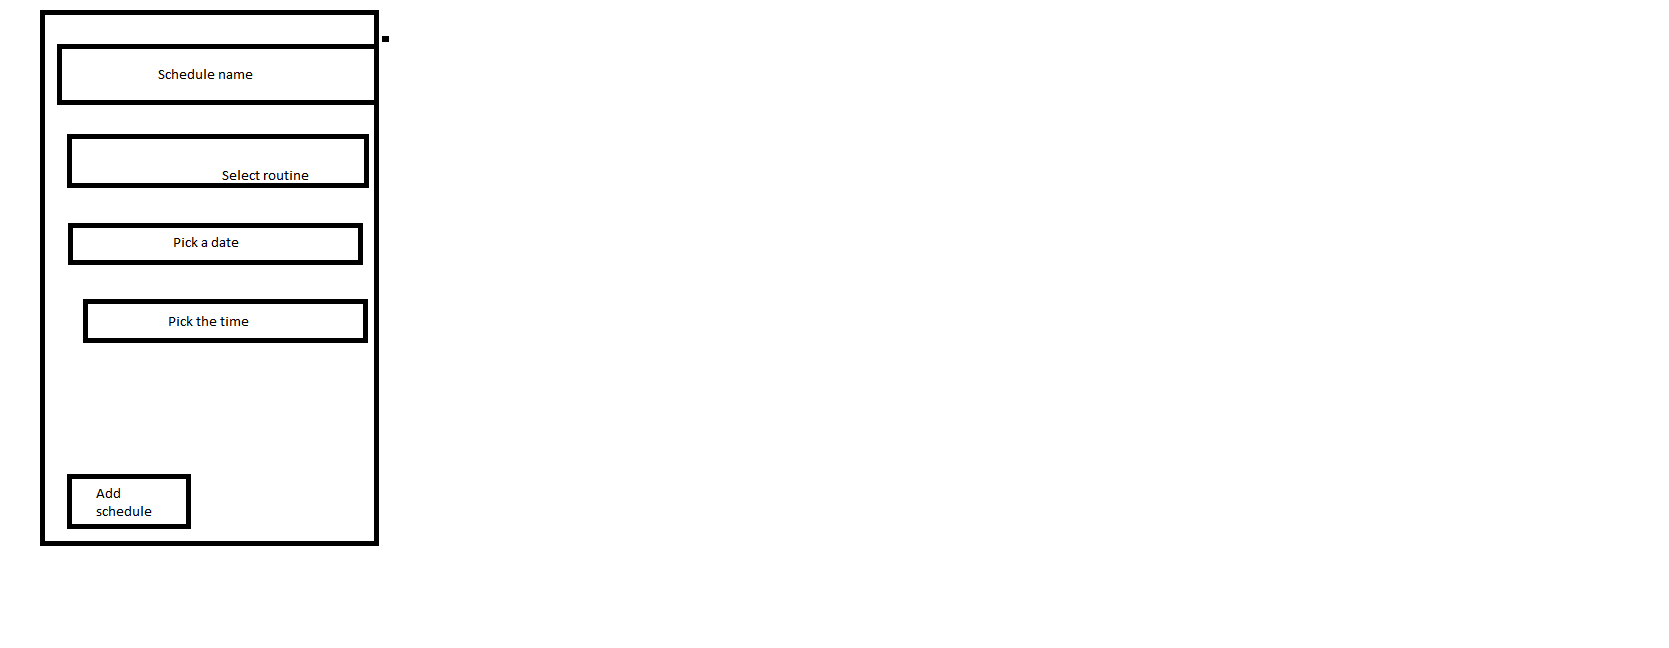 Schedule name
Select routine
Pick a date
Pick the time
Add
schedule